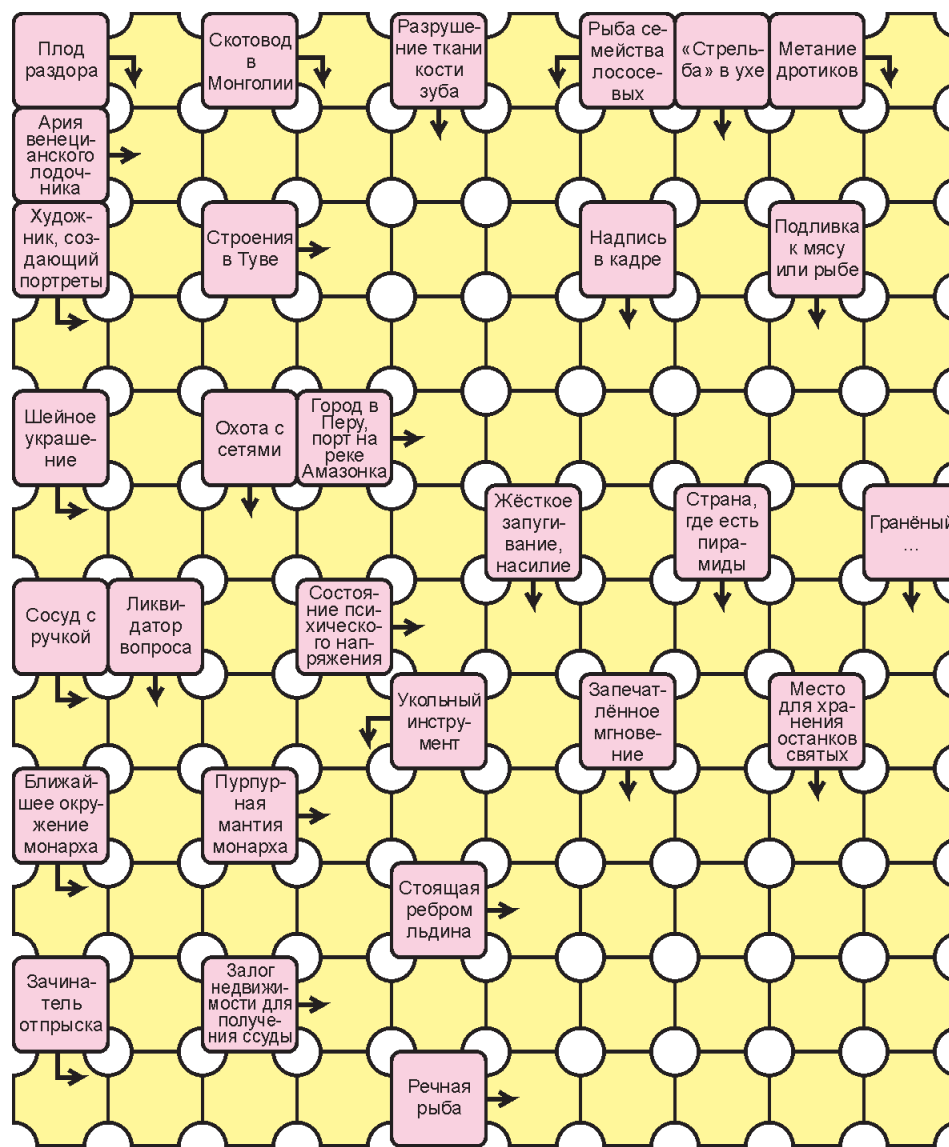 Плод
раздора
Скотовод
в
Монголии
Разруше-
ние ткани
кости
зуба
Рыба се-
мейства
лососе-
вых
«Стрель-
ба» в ухе
Метание
дротиков
Ария
венеци-
анского
лодоч-
ника
Худож-
ник, соз-
дающий
портреты
Строения
в Туве
Надпись
в кадре
Подливка
к мясу
или рыбе
Шейное
украше-
ние
Охота с
сетями
Город в
Перу,
порт на
реке
Амазонка
Жёсткое
запуги-
вание,
насилие
Страна,
где есть
пира-
миды
Гранёный
...
Сосуд с
ручкой
Ликви-
датор
вопроса
Состоя-
ние пси-
хическо-
го нап-
ряжения
Укольный
инстру-
мент
Запечат-
лённое
мгнове-
ние
Место
для хра-
нения
останков
святых
Ближай-
шее окру-
жение
монарха
Пурпур-
ная
мантия
монарха
Стоящая
ребром
льдина
Зачина-
тель
отпрыска
Залог
недвижи-
мости для
получе-
ния ссуды
Речная
рыба